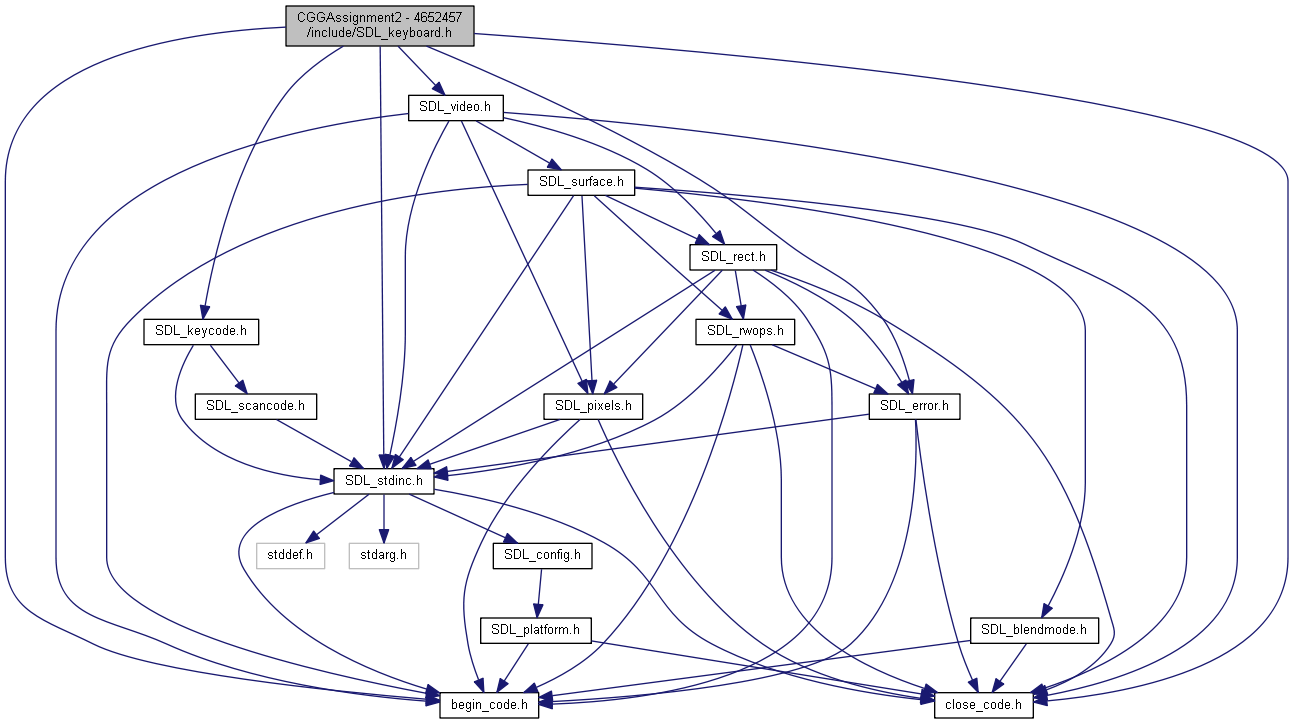 CGGAssignment2 - 4652457
/include/SDL_keyboard.h
SDL_video.h
SDL_surface.h
SDL_rect.h
SDL_keycode.h
SDL_rwops.h
SDL_scancode.h
SDL_pixels.h
SDL_error.h
SDL_stdinc.h
stddef.h
stdarg.h
SDL_config.h
SDL_platform.h
SDL_blendmode.h
begin_code.h
close_code.h